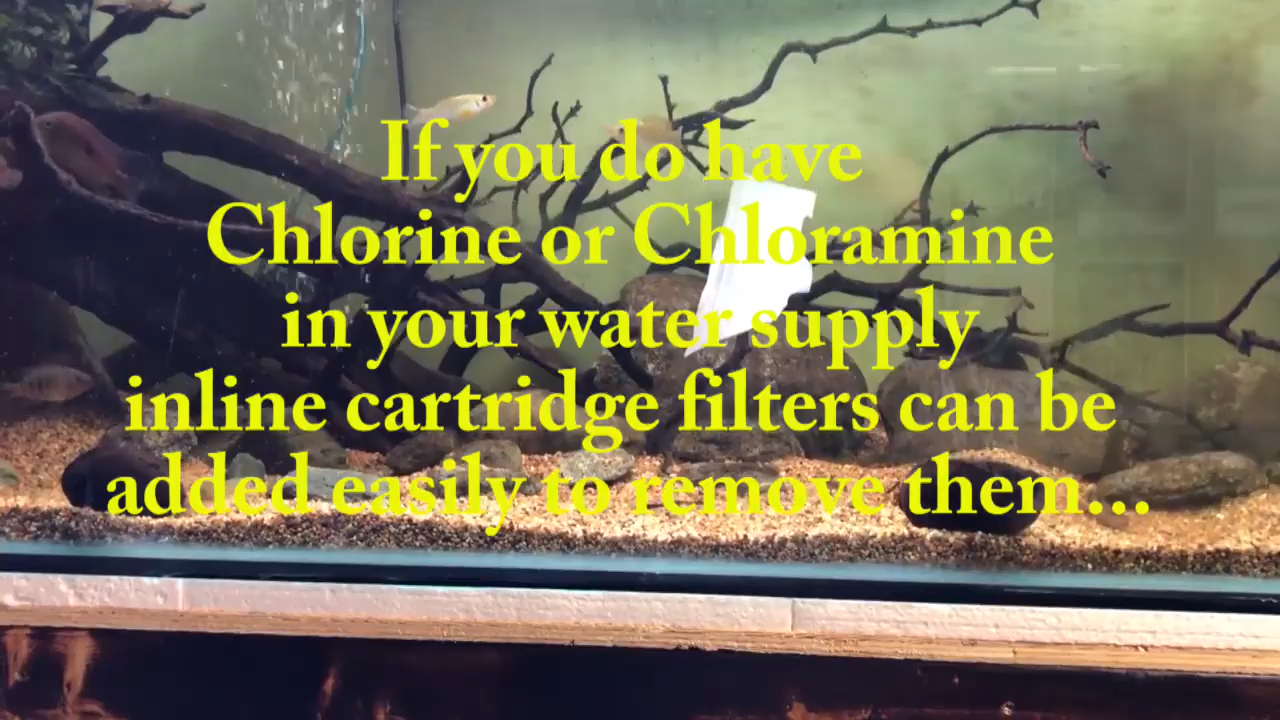 If you do have
Chlorine or Chloramine
in your water supply
inline cartridge filters can be
added easily to remove them...